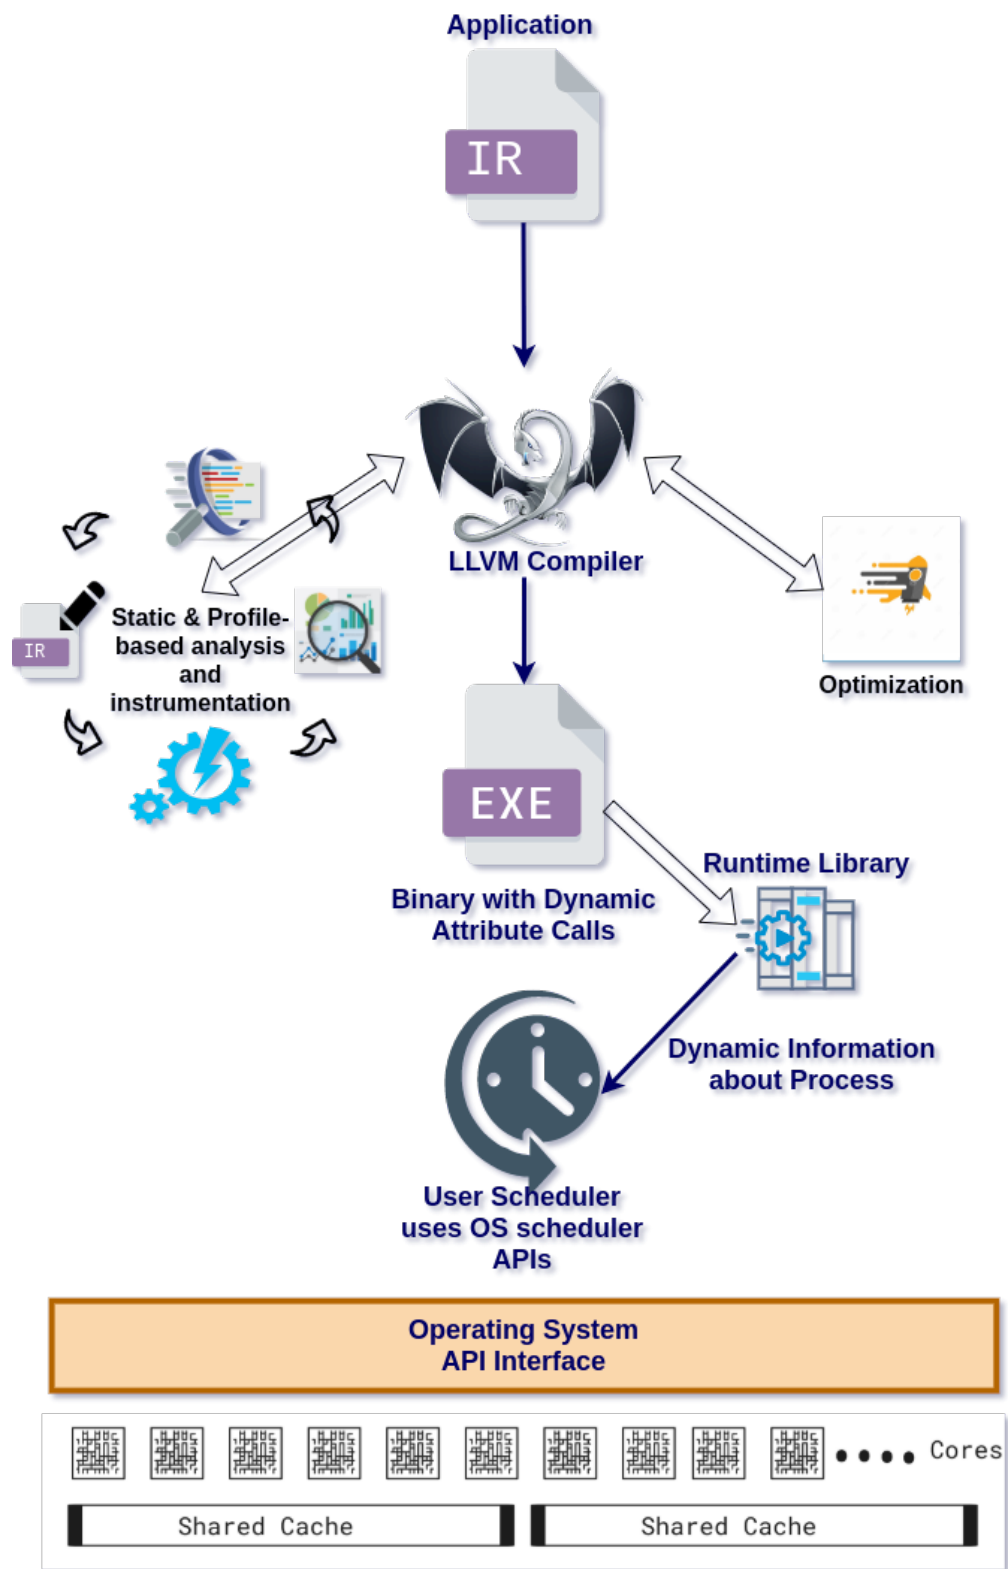 Application
IR
LLVM Compiler
IR
Static & Profile-
based analysis
and
instrumentation
Optimization
EXE
Binary with Dynamic
Attribute Calls
Runtime Library
Dynamic Information
about Process
User Scheduler
uses OS scheduler
APIs
Operating System
API Interface
Cores
Shared Cache
Shared Cache